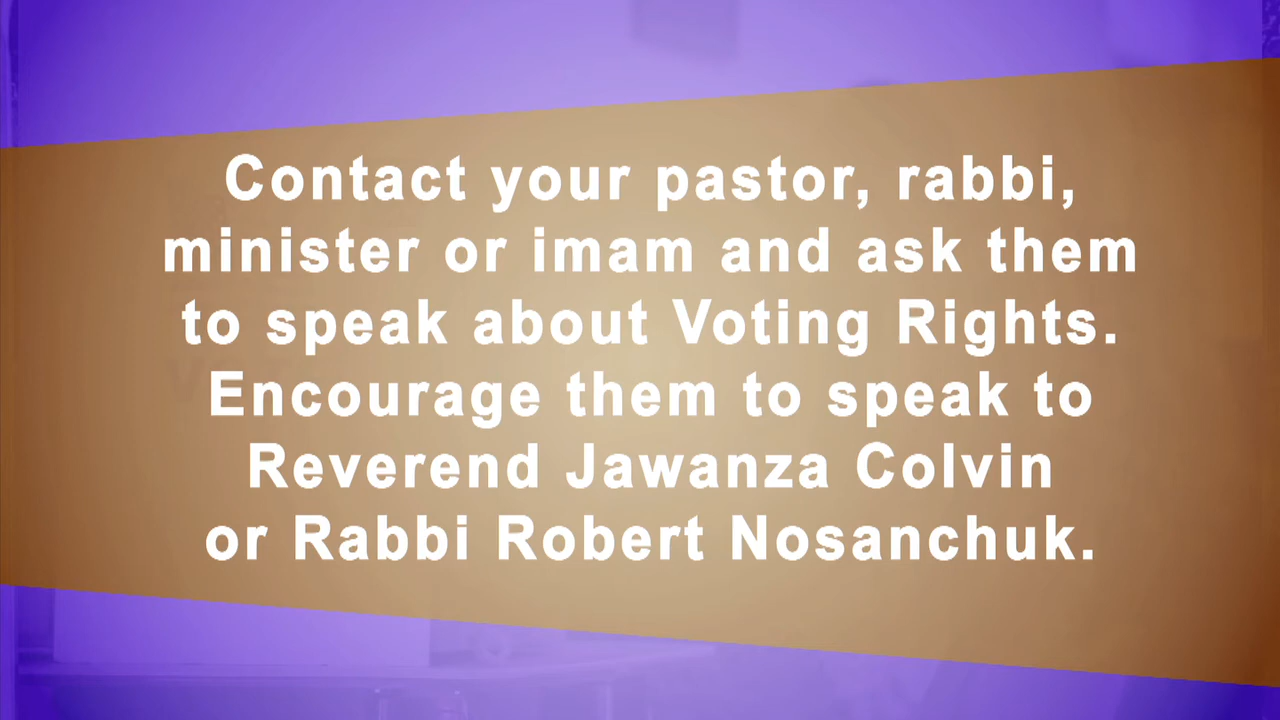 Contact your pastor, rabbi,
minister or imam and ask them
to speak about Voting Rights.
Encourage them to speak to
Reverend Jawanza Colvin
or Rabbi Robert Nosanchuk.